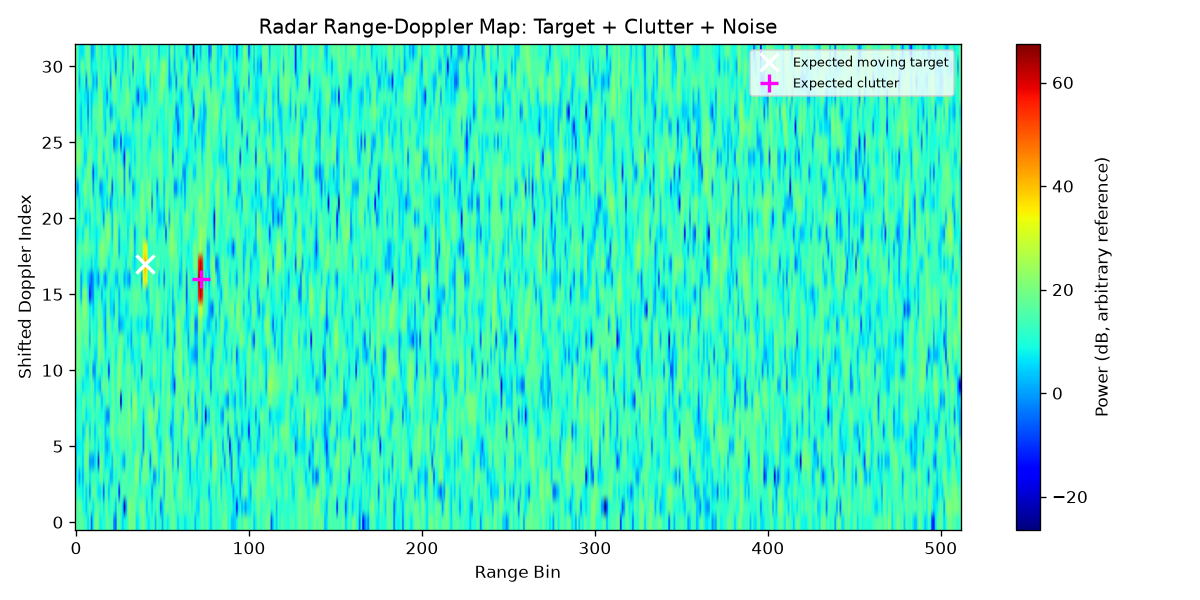 Radar Range-Doppler Map: Target + Clutter + Noise
Expected moving target
Expected clutter
Shifted Doppler Index
30
25
20
15
10
5
0
0 100 200 300 400 500
Range Bin
60
40
20
0
−20
Power (dB, arbitrary reference)